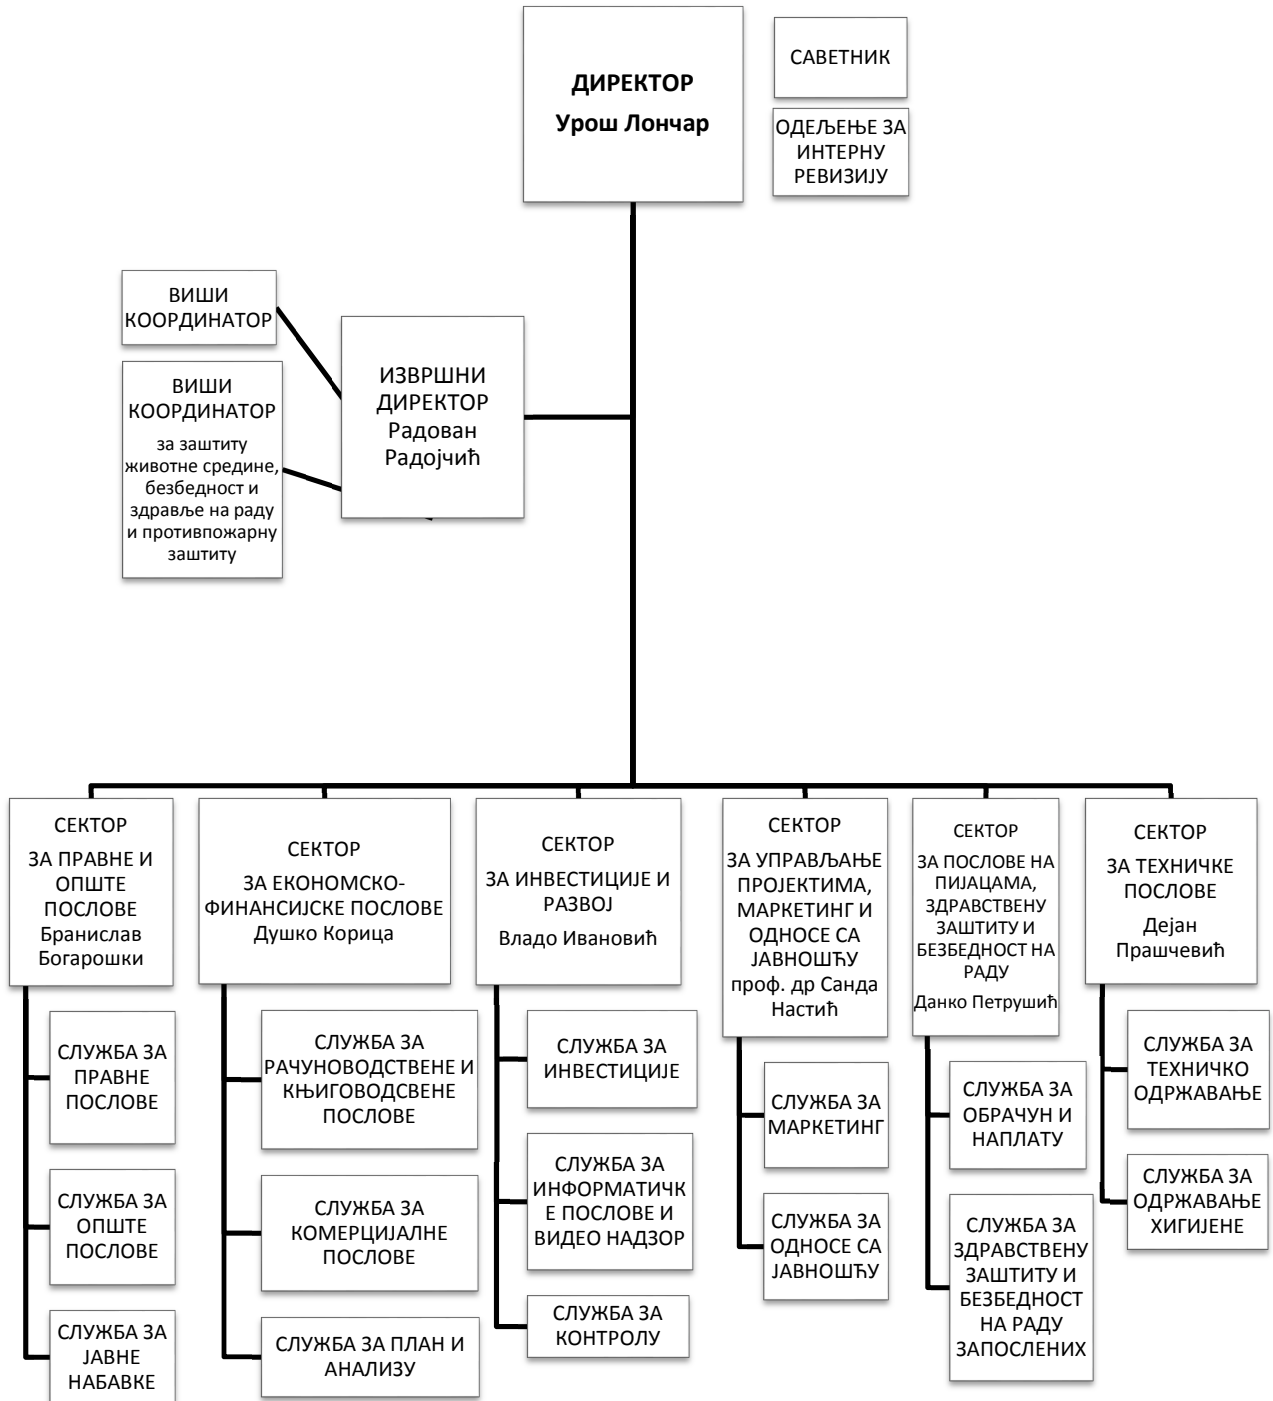 ДИРЕКТОР
Урош Лончар
САВЕТНИК
ОДЕЉЕЊЕ ЗА
ИНТЕРНУ
РЕВИЗИЈУ
ВИШИ
КООРДИНАТОР
ВИШИ
КООРДИНАТОР
за заштиту
животне средине,
безбедност и
здравље на раду
и противпожарну
заштиту
ИЗВРШНИ
ДИРЕКТОР
Радован
Радојчић
СЕКТОР
ЗА ПРАВНЕ И
ОПШТЕ
ПОСЛОВЕ
Бранислав
Богарошки
СЛУЖБА ЗА
ПРАВНЕ
ПОСЛОВЕ
СЛУЖБА ЗА
ОПШТЕ
ПОСЛОВЕ
СЛУЖБА ЗА
ЈАВНЕ
НАБАВКЕ
СЕКТОР
ЗА ЕКОНОМСКО-
ФИНАНСИЈСКЕ ПОСЛОВЕ
Душко Корица
СЛУЖБА ЗА
РАЧУНОВОДСТВЕНЕ И
КЊИГОВОДСВЕНЕ
ПОСЛОВЕ
СЛУЖБА ЗА
КОМЕРЦИЈАЛНЕ
ПОСЛОВЕ
СЛУЖБА ЗА ПЛАН И
АНАЛИЗУ
СЕКТОР
ЗА ИНВЕСТИЦИЈЕ И
РАЗВОЈ
Владо Ивановић
СЛУЖБА ЗА
ИНВЕСТИЦИЈЕ
СЛУЖБА ЗА
ИНФОРМАТИЧК
Е ПОСЛОВЕ И
ВИДЕО НАДЗОР
СЛУЖБА ЗА
КОНТРОЛУ
СЕКТОР
ЗА УПРАВЉАЊЕ
ПРОЈЕКТИМА,
МАРКЕТИНГ И
ОДНОСЕ СА
ЈАВНОШЋУ
проф. др Санда
Настић
СЛУЖБА ЗА
МАРКЕТИНГ
СЛУЖБА ЗА
ОДНОСЕ СА
ЈАВНОШЋУ
СЕКТОР
ЗА ПОСЛОВЕ НА
ПИЈАЦАМА,
ЗДРАВСТВЕНУ
ЗАШТИТУ И
БЕЗБЕДНОСТ НА
РАДУ
Данко Петрушић
СЛУЖБА ЗА
ОБРАЧУН И
НАПЛАТУ
СЛУЖБА ЗА
ЗДРАВСТВЕНУ
ЗАШТИТУ И
БЕЗБЕДНОСТ
НА РАДУ
ЗАПОСЛЕНИХ
СЕКТОР
ЗА ТЕХНИЧКЕ
ПОСЛОВЕ
Дејан
Прашчевић
СЛУЖБА ЗА
ТЕХНИЧКО
ОДРЖАВАЊЕ
СЛУЖБА ЗА
ОДРЖАВАЊЕ
ХИГИЈЕНЕ